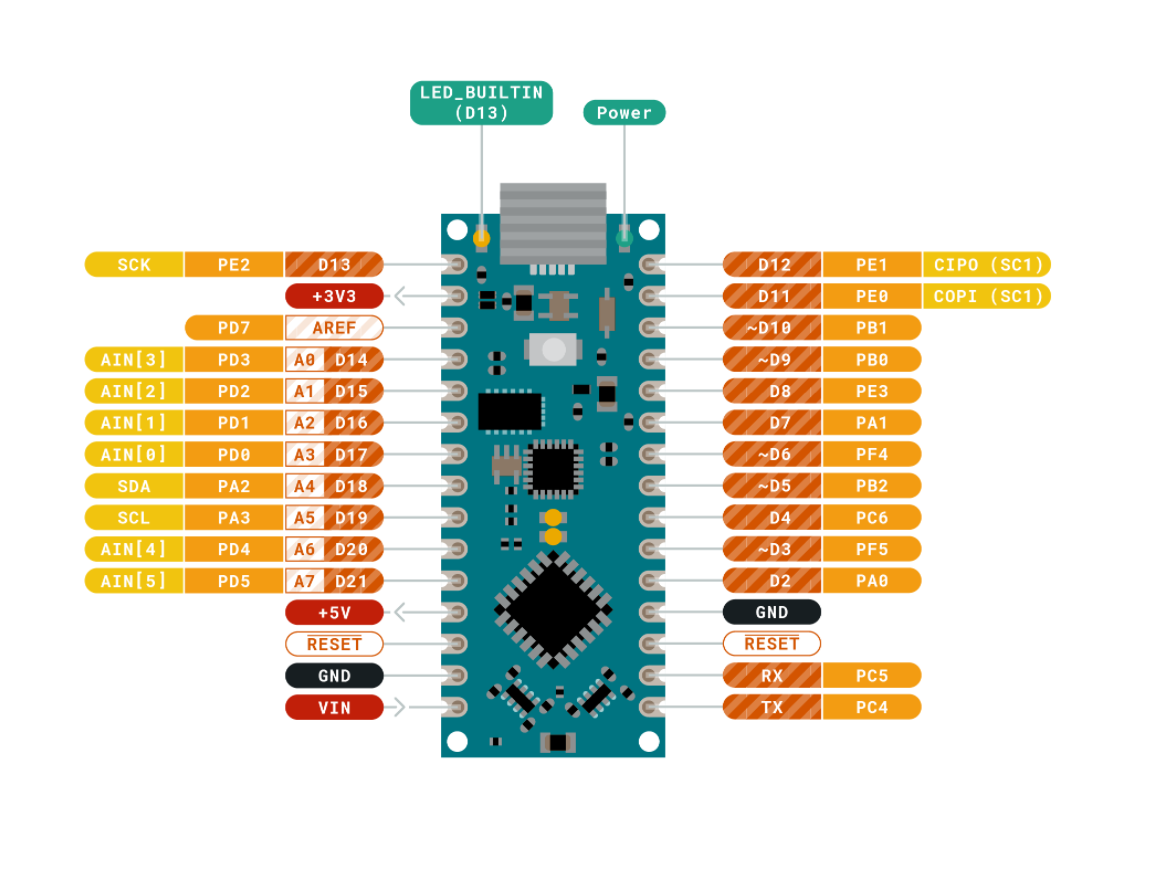 LED_BUILTIN
(D13)
Power
SCK PE2 D13
D12 PE1 CIPO (SC1)
+3V3
D11 PE0 COPI (SC1)
PD7 AREF
~D10 PB1
AIN[3] PD3 A0 D14
~D9 PB0
AIN[2] PD2 A1 D15
D8 PE3
AIN[1] PD1 A2 D16
D7 PA1
AIN[0] PD0 A3 D17
~D6 PF4
SDA PA2 A4 D18
~D5 PB2
SCL PA3 A5 D19
D4 PC6
AIN[4] PD4 A6 D20
~D3 PF5
AIN[5] PD5 A7 D21
D2 PA0
+5V
GND
RESET
RESET
GND
RX PC5
VIN
TX PC4